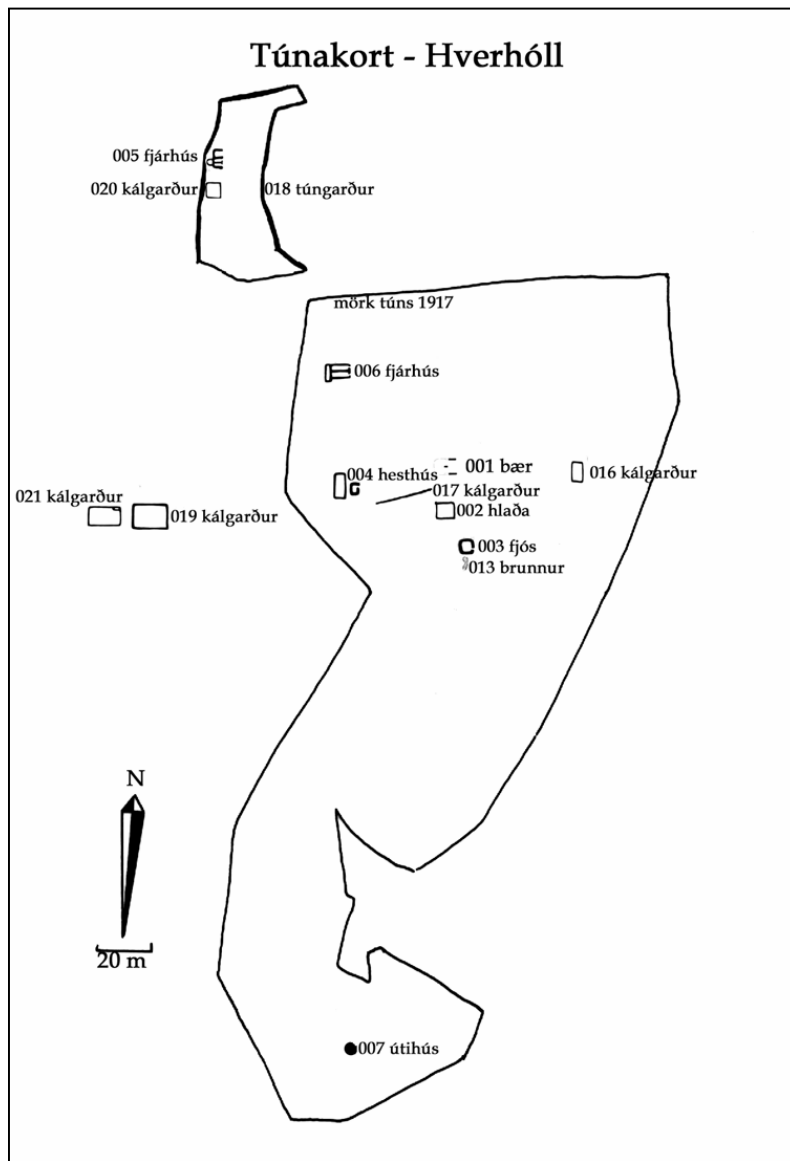 Túnakort - Hverhóll
005 fjárhús
020 kálgarður
018 túngarður
mörk túns 1917
006 fjárhús
001 bær
004 hesthús
016 kálgarður
017 kálgarður
021 kálgarður
002 hlaða
019 kálgarður
003 fjós
013 brunnur
N
20 m
007 útihús